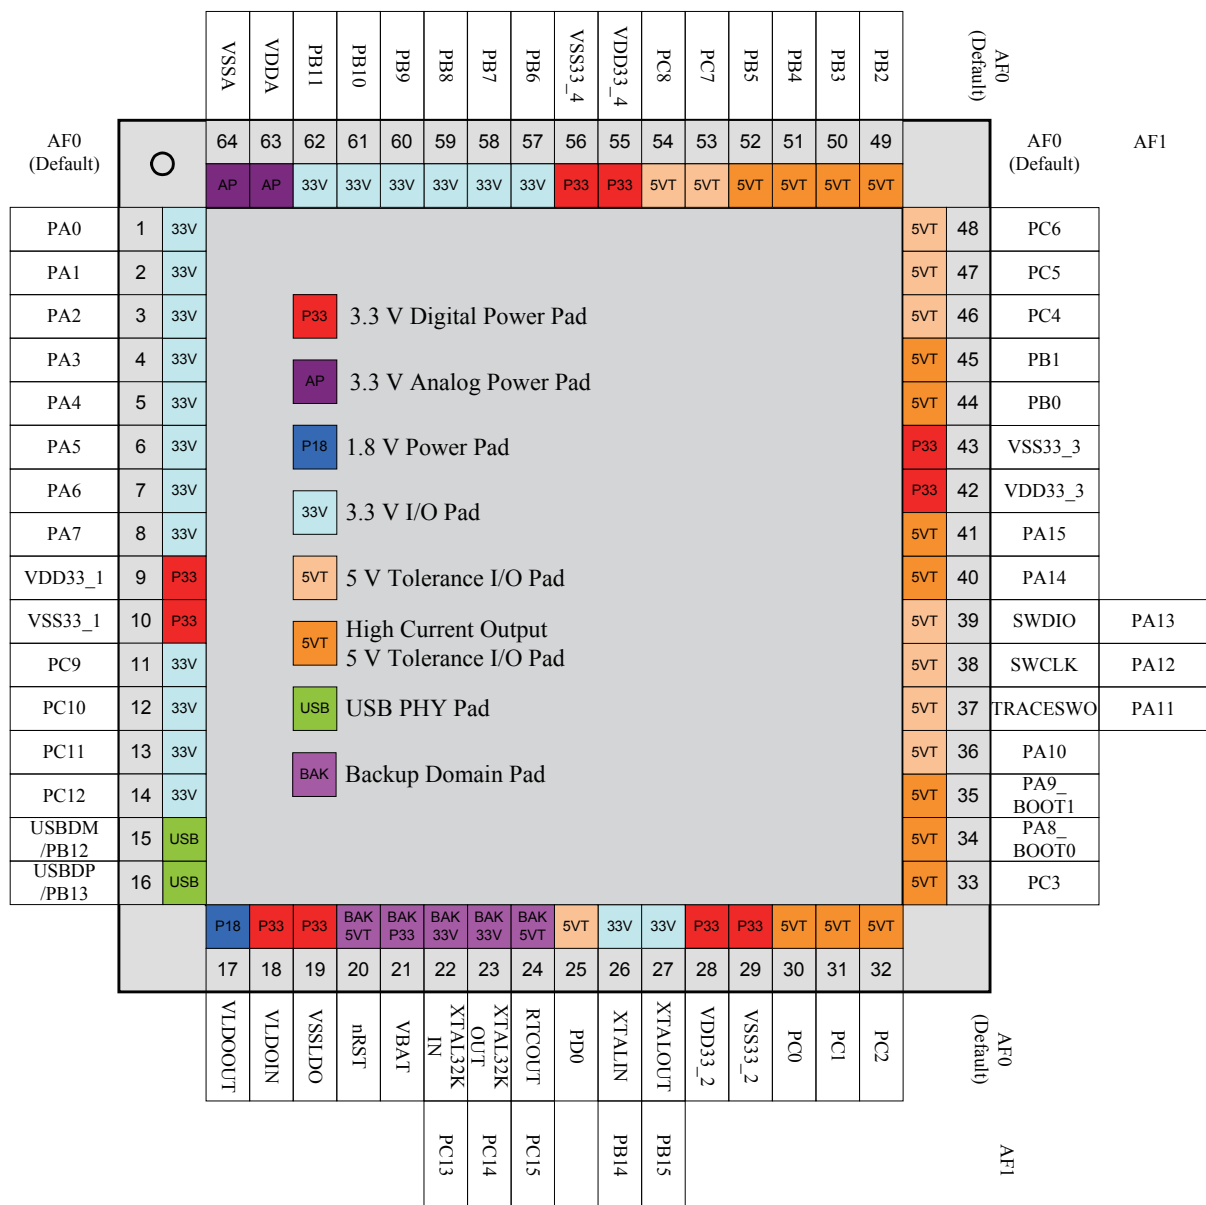 VSSA VDDA PB11 PB10 PB9 PB8 PB7 PB6 VSS33_4 VDD33_4 PC8 PC7 PB5 PB4 PB3 PB2
AF0
(Default)
AF0
(Default)
64 63 62 61 60 59 58 57 56 55 54 53 52 51 50 49
AP AP 33V 33V 33V 33V 33V 33V P33 P33 5VT 5VT 5VT 5VT 5VT 5VT
AF0
(Default)
AF1
PA0 1 33V
PA1 2 33V
PA2 3 33V
PA3 4 33V
PA4 5 33V
PA5 6 33V
PA6 7 33V
PA7 8 33V
VDD33_1 9 P33
VSS33_1 10 P33
PC9 11 33V
PC10 12 33V
PC11 13 33V
PC12 14 33V
USBDM
/PB12
15 USB
USBDP
/PB13
16 USB
P33 3.3 V Digital Power Pad
AP 3.3 V Analog Power Pad
P18 1.8 V Power Pad
33V 3.3 V I/O Pad
5VT 5 V Tolerance I/O Pad
5VT High Current Output
5 V Tolerance I/O Pad
USB USB PHY Pad
BAK Backup Domain Pad
5VT 48 PC6
5VT 47 PC5
5VT 46 PC4
5VT 45 PB1
5VT 44 PB0
P33 43 VSS33_3
P33 42 VDD33_3
5VT 41 PA15
5VT 40 PA14
5VT 39 SWDIO PA13
5VT 38 SWCLK PA12
5VT 37 TRACESWO PA11
5VT 36 PA10
5VT 35 PA9_
BOOT1
5VT 34 PA8_
BOOT0
5VT 33 PC3
P18 P33 P33 BAK 5VT BAK P33 BAK 33V BAK 33V BAK 5VT 5VT 33V 33V P33 P33 5VT 5VT 5VT
17 18 19 20 21 22 23 24 25 26 27 28 29 30 31 32
VLDOOUT VLDOIN VSSLDO nRST VBAT XTAL32K IN XTAL32K OUT RTCOUT PD0 XTALIN XTALOUT VDD33_2 VSS33_2 PC0 PC1 PC2
AF0
(Default)
PC13 PC14 PC15 PB14 PB15
AF1